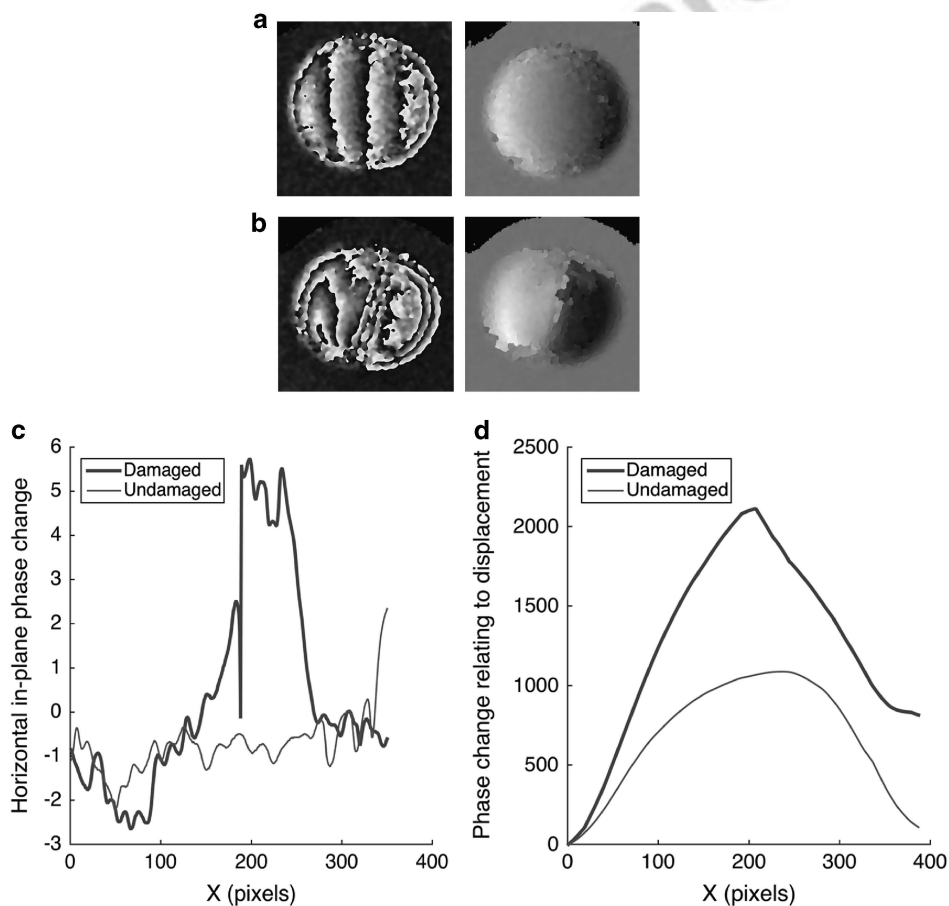 a
b
c
Horizontal in-plane phase change
6
5
4
3
2
1
0
-1
-2
-3
Damaged
Undamaged
0
100
200
300
400
X (pixels)
d
Phase change relating to displacement
2500
2000
1500
1000
500
0
Damaged
Undamaged
0
100
200
300
400
X (pixels)